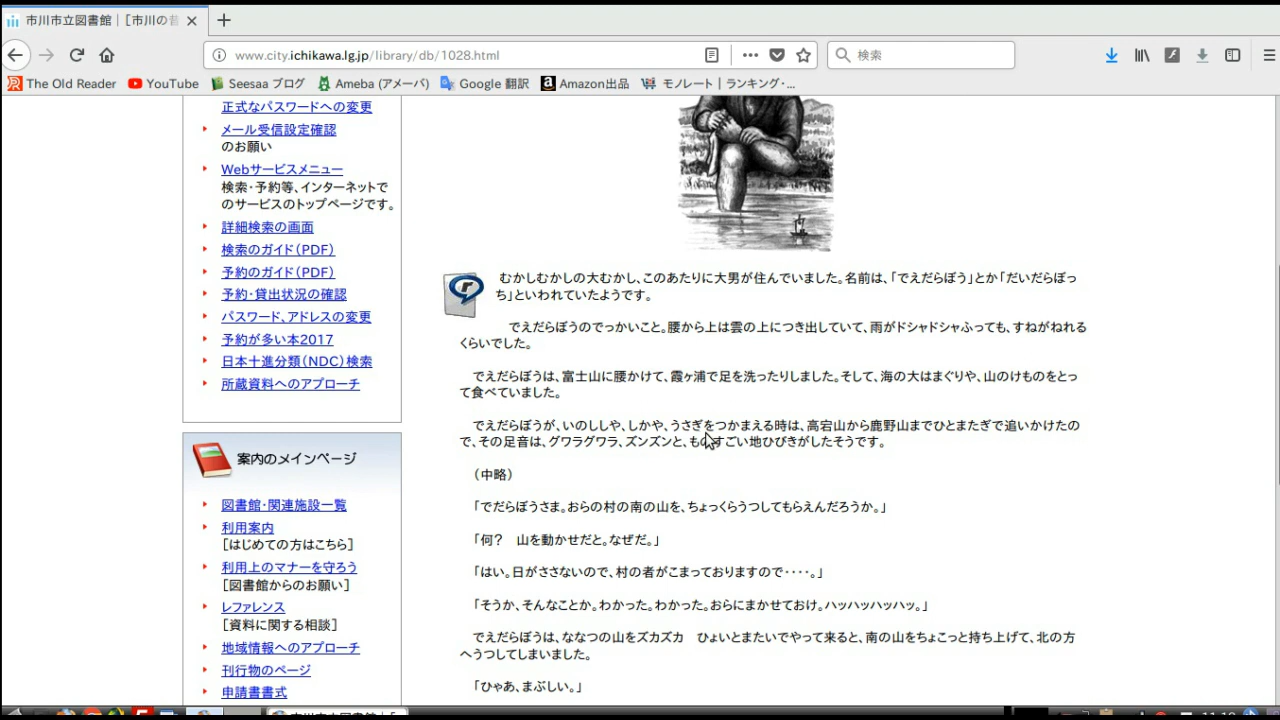 市川市立図書館｜［市川の昔
www.city.ichikawa.lg.jp/library/db/1028.html
検索
The Old Reader
YouTube
Seesaa ブログ
Ameba (アメーバ)
Google 翻訳
Amazon出品
モノレート | ランキング・...
正式なパスワードへの変更
メール受信設定確認
のお願い
Webサービスメニュー
検索・予約等、インターネットで
のサービスのトップページです。
詳細検索の画面
検索のガイド（PDF）
予約のガイド（PDF）
予約・貸出状況の確認
パスワード、アドレスの変更
予約が多い本2017
日本十進分類（NDC）検索
所蔵資料へのアプローチ
案内のメインページ
図書館・関連施設一覧
利用案内
［はじめての方はこちら］
利用上のマナーを守ろう
［図書館からのお願い］
レファレンス
［資料に関する相談］
地域情報へのアプローチ
刊行物のページ
申請書書式
むかしむかしの大むかし、このあたりに大男が住んでいました。名前は、「でえだらぼう」とか「だいだらぼっ
ち」といわれていたようです。
でえだらぼうのでっかいこと。腰から上は雲の上につき出していて、雨がドシャドシャふっても、すねがぬれる
くらいでした。
でえだらぼうは、富士山に腰かけて、霞ヶ浦で足を洗ったりしました。そして、海の大はまぐりや、山のけものをとっ
て食べていました。
でえだらぼうが、いのししや、しかや、うさぎをつかまえる時は、高宕山から鹿野山までひとまたぎで追いかけたの
で、その足音は、グワラグワラ、ズンズンと、ものすごい地ひびきがしたそうです。
（中略）
「でだらぼうさま。おらの村の南の山を、ちょっくらうつしてもらえんだろうか。」
「何？　山を動かせだと。なぜだ。」
「はい。日がささないので、村の者がこまっておりますので････。」
「そうか、そんなことか。わかった。わかった。おらにまかせておけ。ハッハッハッハッ。」
でえだらぼうは、ななつの山をズカズカ　ひょいとまたいでやって来ると、南の山をちょこっと持ち上げて、北の方
へうつしてしまいました。
「ひゃあ、まぶしい。」